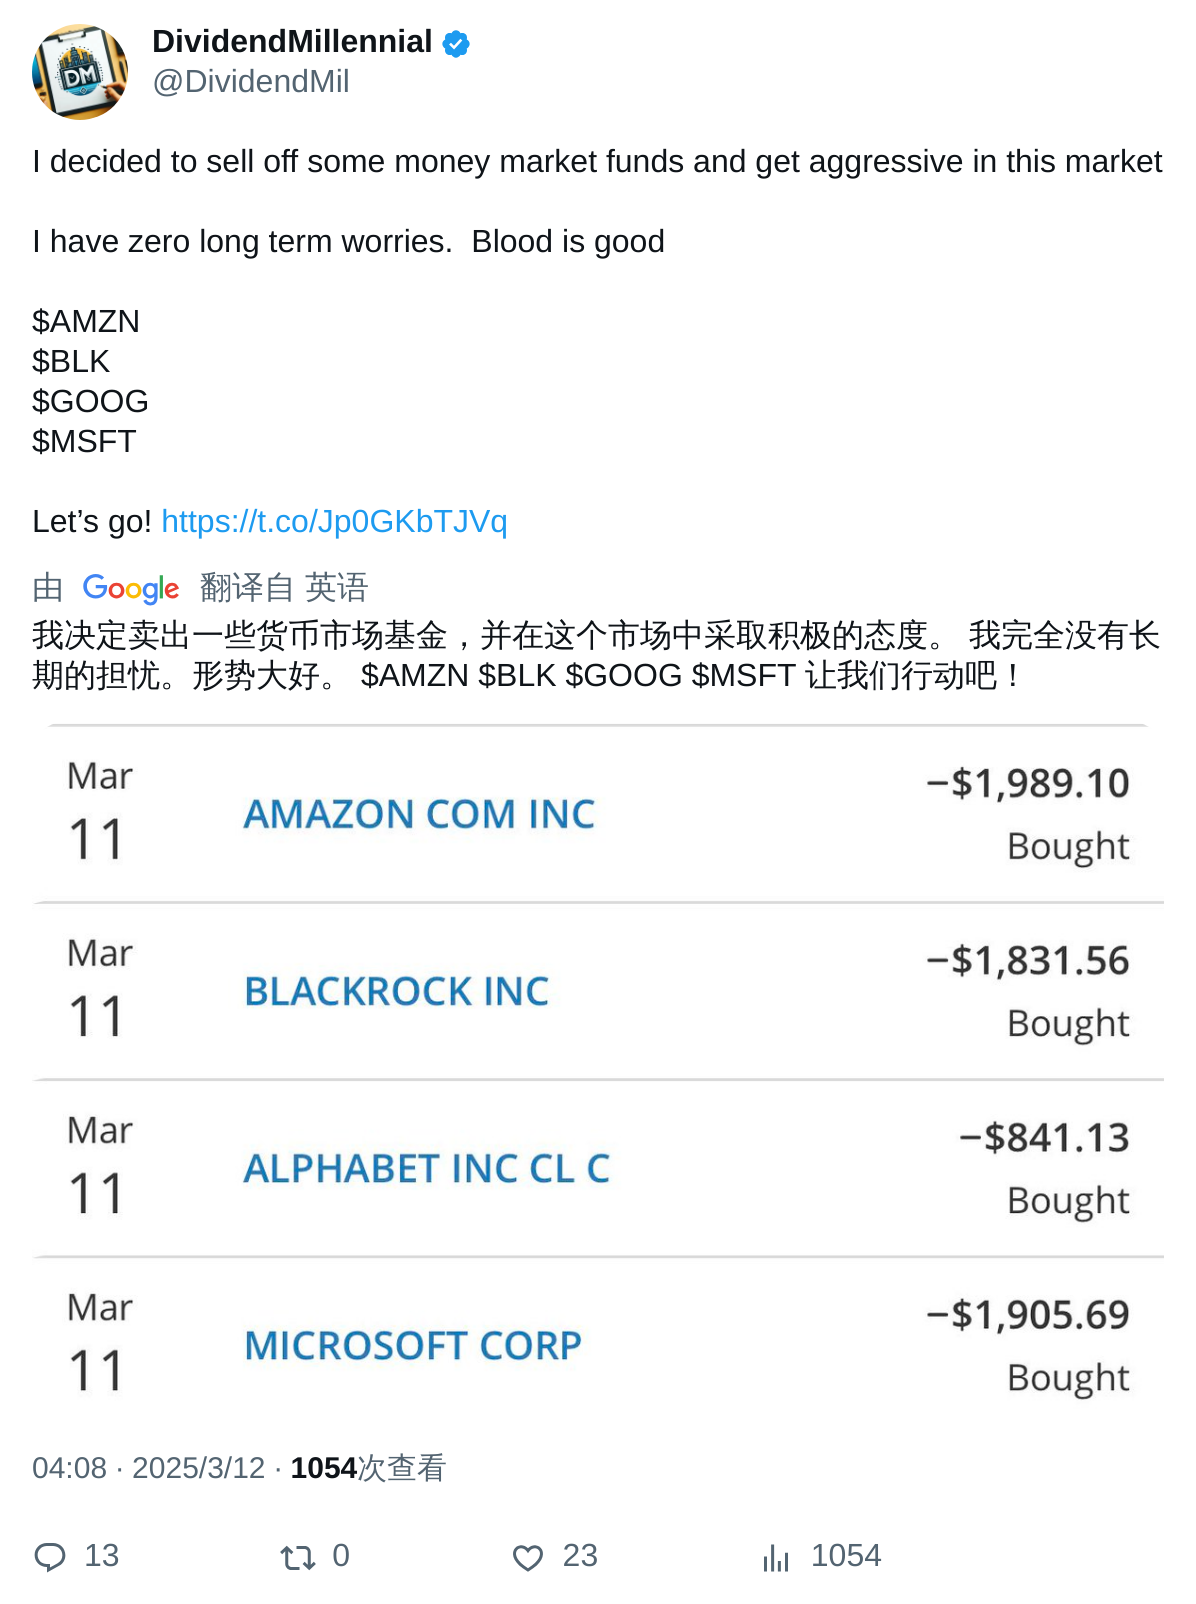 DividendMillennial
@DividendMil
I decided to sell off some money market funds and get aggressive in this market
I have zero long term worries.  Blood is good
$AMZN
$BLK
$GOOG
$MSFT
Let’s go! https://t.co/Jp0GKbTJVq
由 Google 翻译自 英语
我决定卖出一些货币市场基金，并在这个市场中采取积极的态度。 我完全没有长
期的担忧。形势大好。 $AMZN $BLK $GOOG $MSFT 让我们行动吧！
Mar
11
AMAZON COM INC
−$1,989.10
Bought
Mar
11
BLACKROCK INC
−$1,831.56
Bought
Mar
11
ALPHABET INC CL C
−$841.13
Bought
Mar
11
MICROSOFT CORP
−$1,905.69
Bought
04:08 · 2025/3/12 · 1054次查看
13 0 23 1054
DM